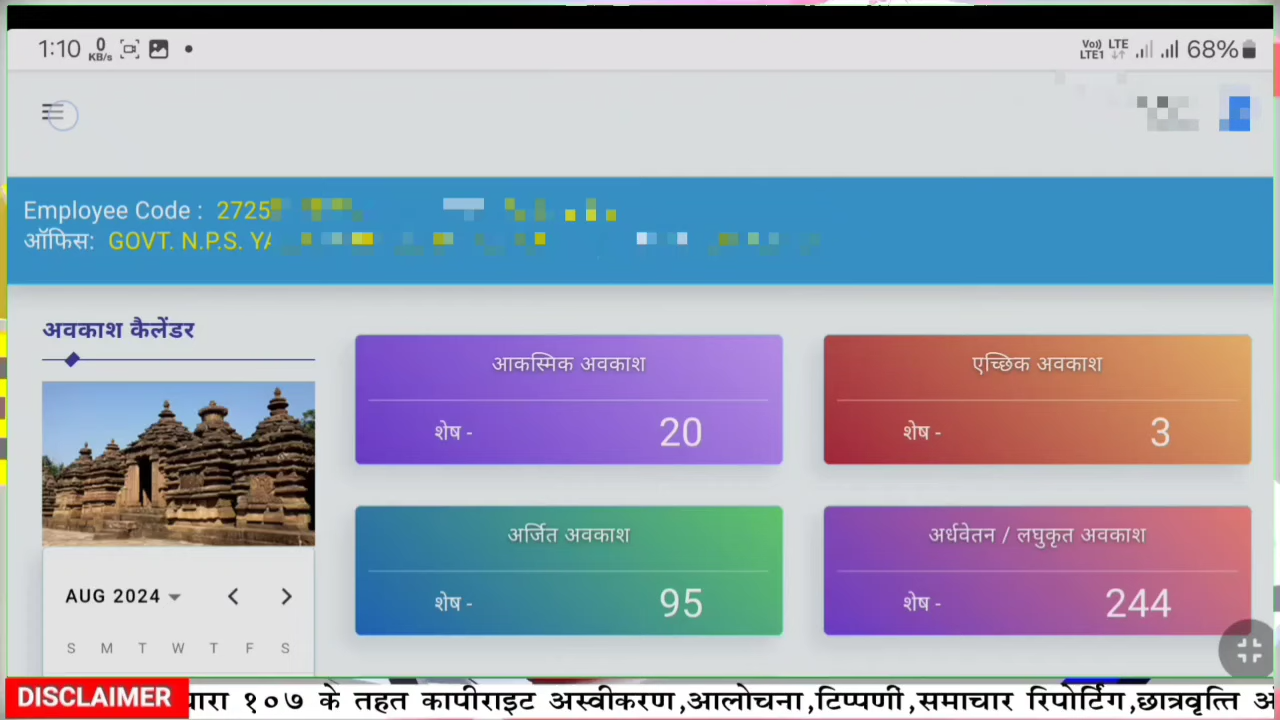 1:10 0 KB/s Vo) LTE1 LTE 68%
Employee Code : 2725
ऑफिस: GOVT. N.P.S.
अवकाश कैलेंडर
आकस्मिक अवकाश
शेष - 20
एच्छिक अवकाश
शेष - 3
अर्जित अवकाश
शेष - 95
अर्धवेतन / लघुकृत अवकाश
शेष - 244
AUG 2024
S M T W T F S
DISCLAIMER
१०७ के तहत कापीराइट अस्वीकरण,आलोचना,टिप्पणी,समाचार रिपोर्टिंग,छात्रवृत्ति